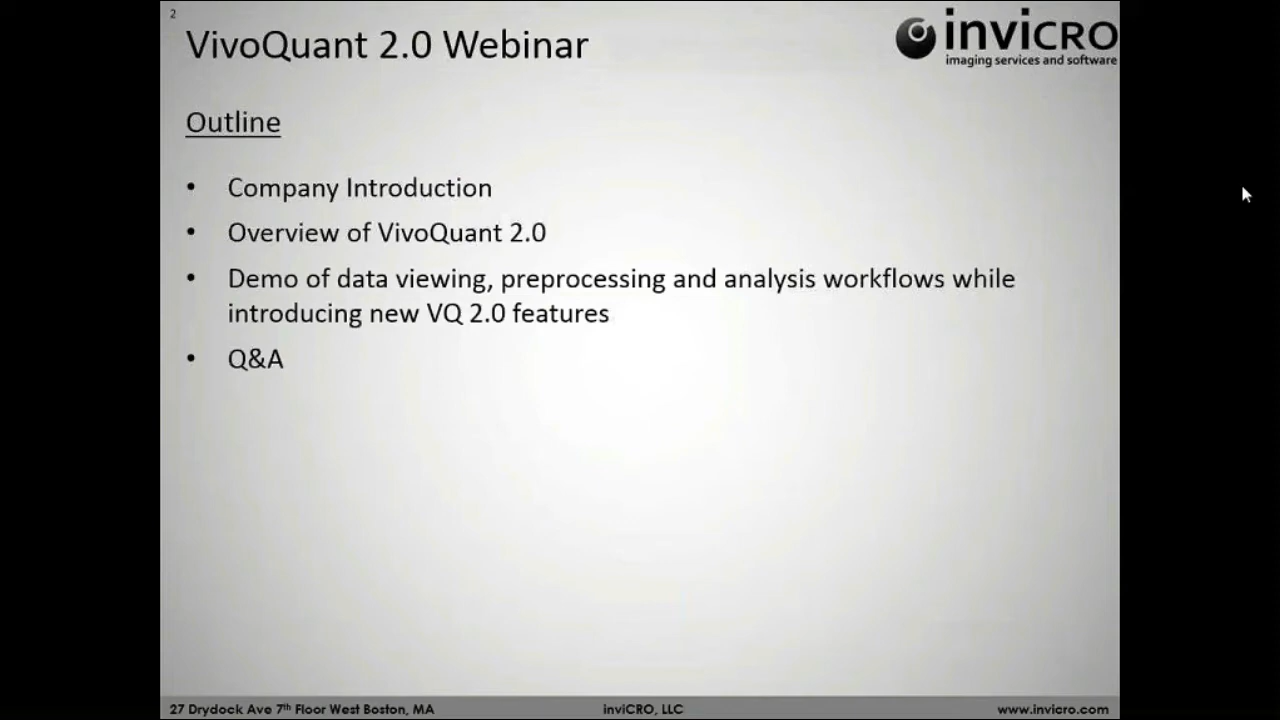 2
VivoQuant 2.0 Webinar
invicro
imaging services and software
Outline
• Company Introduction
• Overview of VivoQuant 2.0
• Demo of data viewing, preprocessing and analysis workflows while
introducing new VQ 2.0 features
• Q&A
27 Drydock Ave 7th Floor West Boston, MA
inviCRO, LLC
www.invicro.com